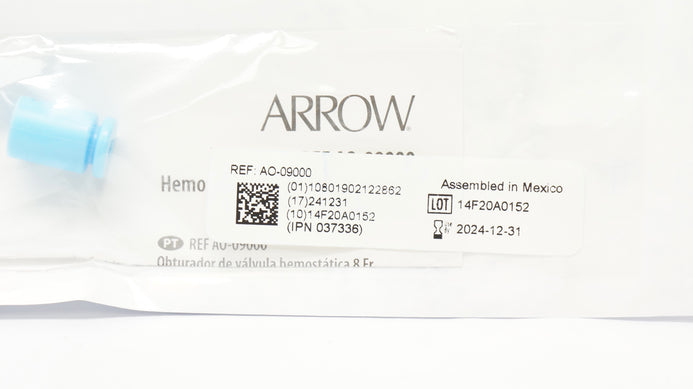 ARROW
REF: AO-09000
(01)10801902122862
(17)241231
(10)14F20A0152
(IPN 037336)
Assembled in Mexico
LOT 14F20A0152
2024-12-31
Hemo
PT REF AO-09000
Obturador de válvula hemostática 8 Fr